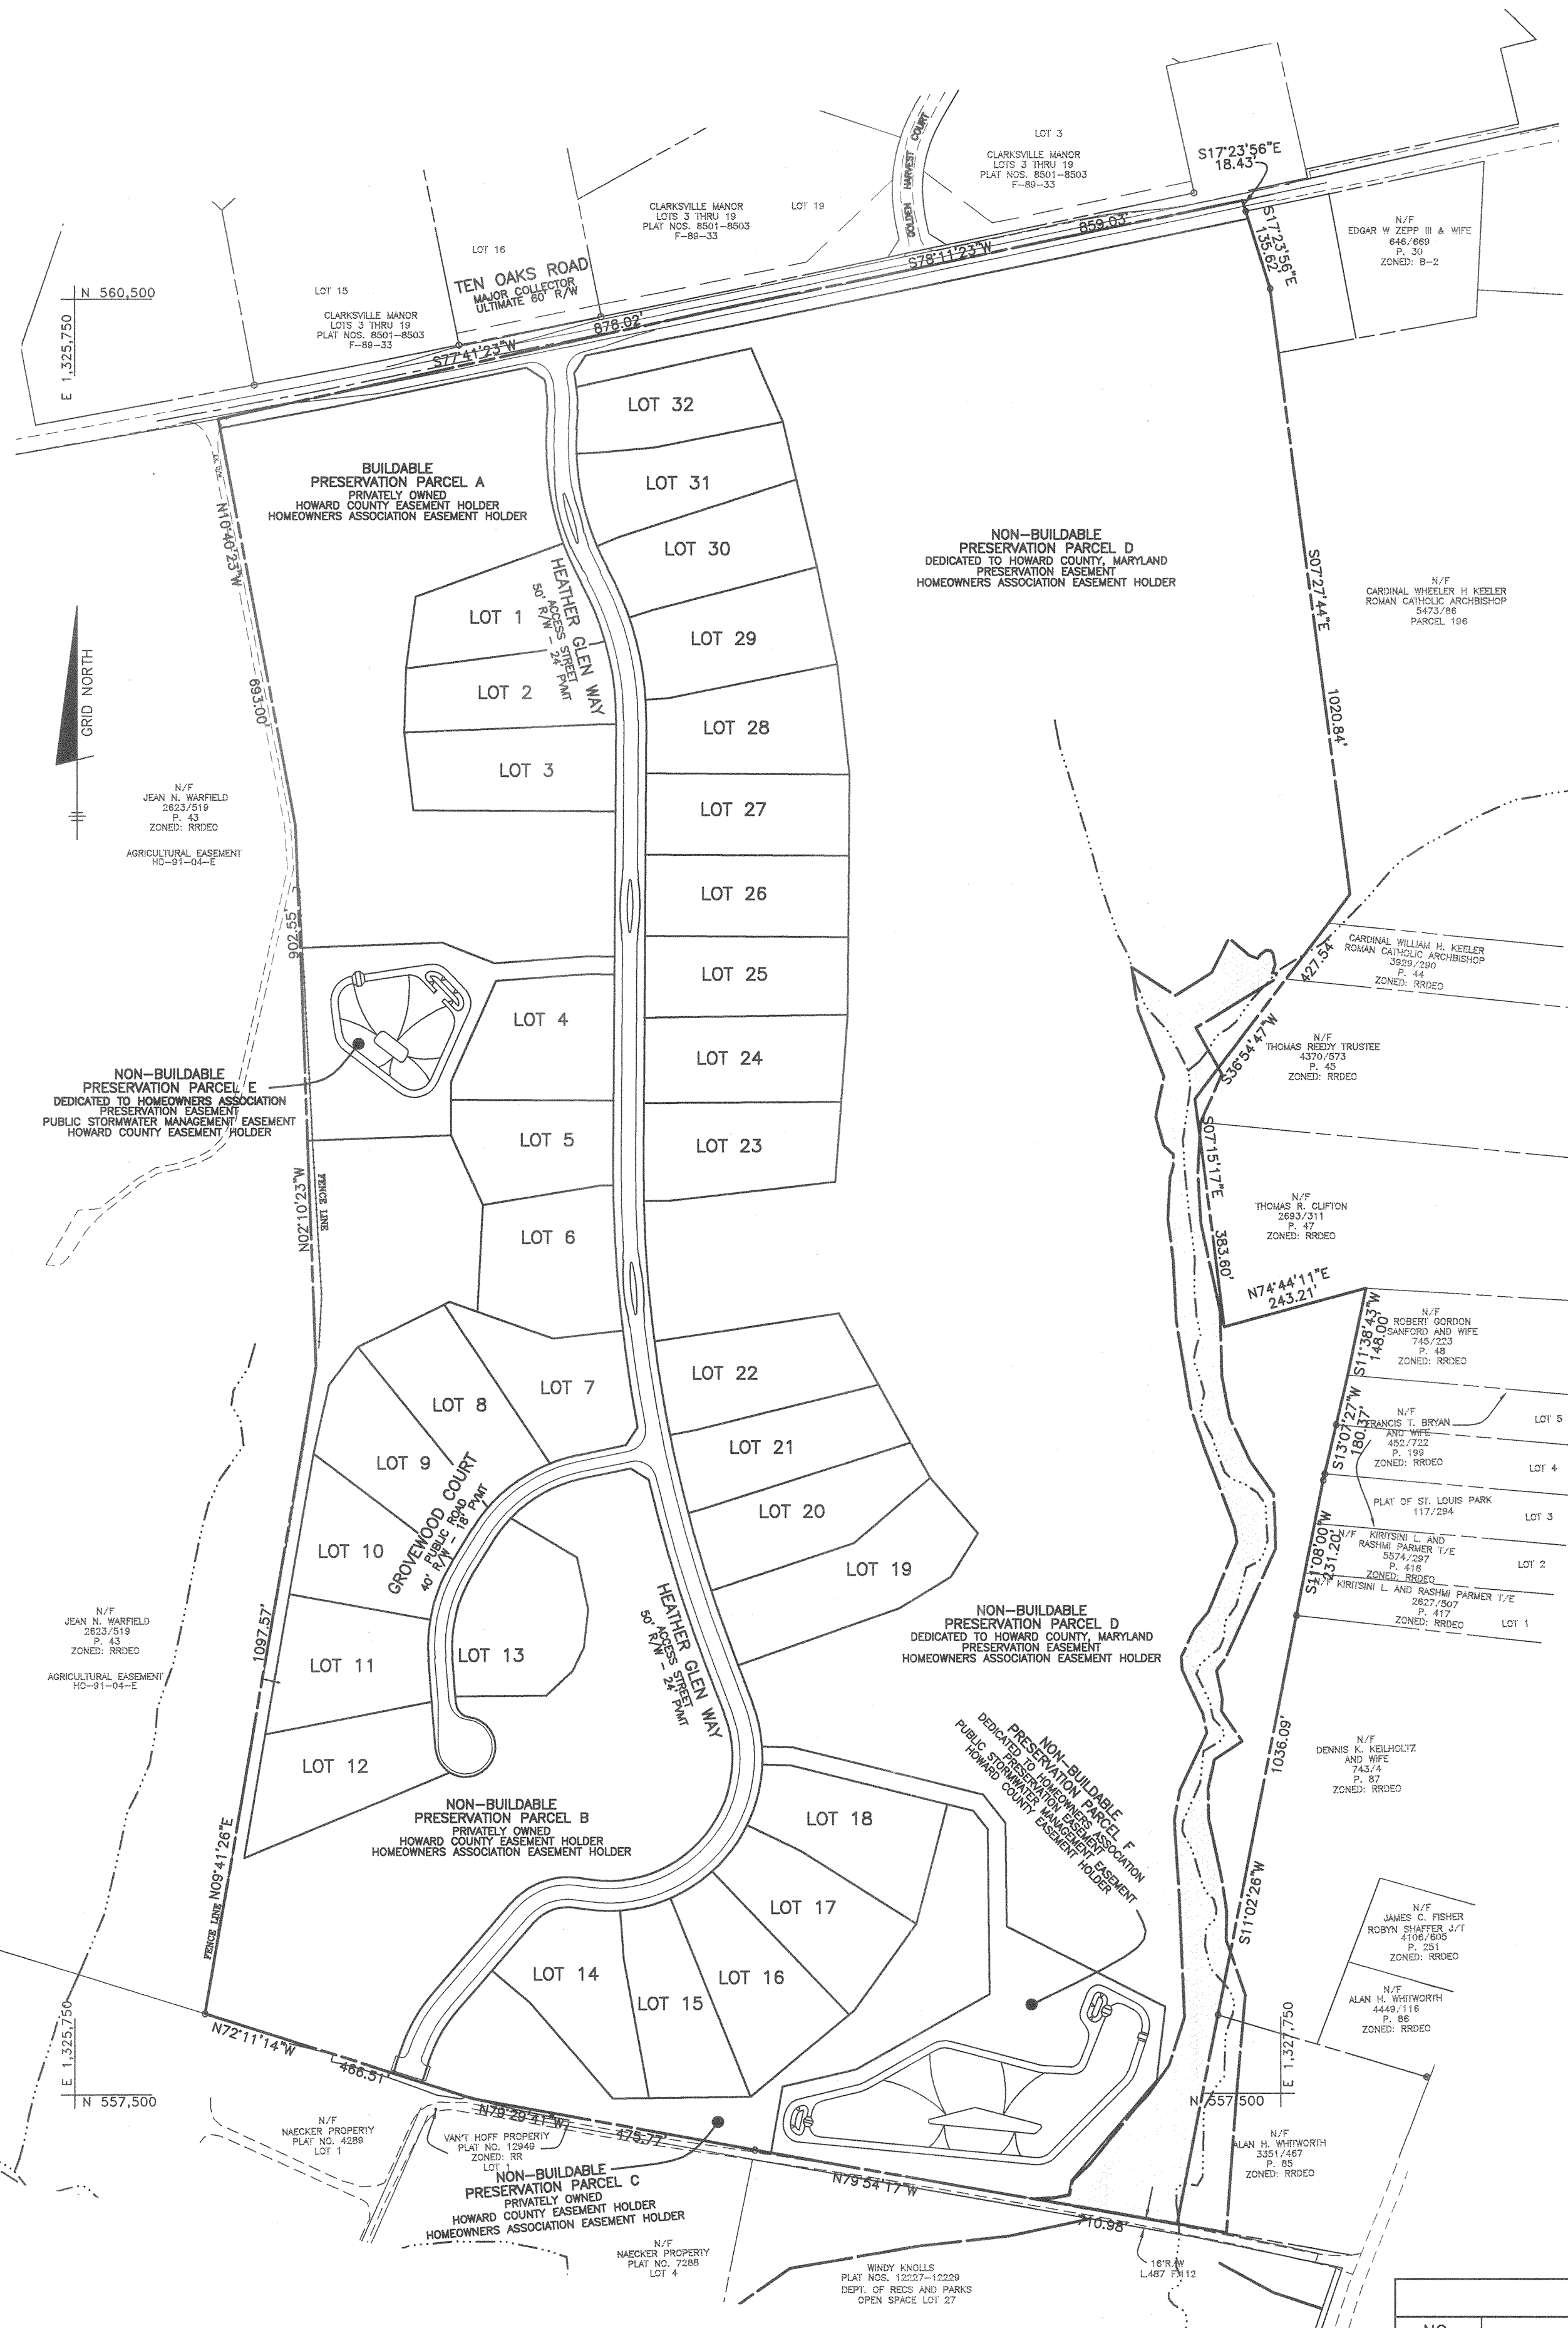 S17°23'56"E
18.43'
GOLDEN HARVEST COURT
LOT 3
CLARKSVILLE MANOR
LOTS 3 THRU 19
PLAT NOS. 8501-8503
F-89-33
CLARKSVILLE MANOR
LOTS 3 THRU 19
PLAT NOS. 8501-8503
F-89-33
LOT 19
S17°23'56"E
135.62'
N/F
EDGAR W ZEPP III & WIFE
646/669
P. 30
ZONED: B-2
859.03'
S78°11'23"W
LOT 16
TEN OAKS ROAD
MAJOR COLLECTOR
ULTIMATE 60' R/W
N 560,500
E 1,325,750
LOT 15
CLARKSVILLE MANOR
LOTS 3 THRU 19
PLAT NOS. 8501-8503
F-89-33
878.02'
S77°41'23"W
LOT 32
BUILDABLE
PRESERVATION PARCEL A
PRIVATELY OWNED
HOWARD COUNTY EASEMENT HOLDER
HOMEOWNERS ASSOCIATION EASEMENT HOLDER
LOT 31
N10°40'23"W
693.00'
LOT 30
NON-BUILDABLE
PRESERVATION PARCEL D
DEDICATED TO HOWARD COUNTY, MARYLAND
PRESERVATION EASEMENT
HOMEOWNERS ASSOCIATION EASEMENT HOLDER
S07°27'44"E
1020.84'
N/F
CARDINAL WHEELER H KEELER
ROMAN CATHOLIC ARCHBISHOP
5473/86
PARCEL 196
HEATHER GLEN WAY
ACCESS STREET
50' R/W - 24' PVMT
LOT 1
LOT 29
GRID NORTH
LOT 2
LOT 28
LOT 3
LOT 27
N/F
JEAN N. WARFIELD
2623/519
P. 43
ZONED: RRDEO
AGRICULTURAL EASEMENT
HO-91-04-E
LOT 26
902.55'
427.54'
CARDINAL WILLIAM H. KEELER
ROMAN CATHOLIC ARCHBISHOP
3929/290
P. 44
ZONED: RRDEO
LOT 25
LOT 4
S36°54'47"W
N/F
THOMAS REEDY TRUSTEE
4370/573
P. 45
ZONED: RRDEO
LOT 24
NON-BUILDABLE
PRESERVATION PARCEL E
DEDICATED TO HOMEOWNERS ASSOCIATION
PRESERVATION EASEMENT
PUBLIC STORMWATER MANAGEMENT EASEMENT
HOWARD COUNTY EASEMENT HOLDER
LOT 5
LOT 23
S07°15'17"E
383.60'
N02°10'23"W
FENCE LINE
N/F
THOMAS R. CLIFTON
2693/311
P. 47
ZONED: RRDEO
LOT 6
N74°44'11"E
243.21'
S11°38'43"W
148.00'
N/F
ROBERT GORDON
SANFORD AND WIFE
745/223
P. 48
ZONED: RRDEO
LOT 22
LOT 7
LOT 8
S13°07'27"W
180.37'
N/F
FRANCIS T. BRYAN
AND WIFE
452/722
P. 199
ZONED: RRDEO
LOT 5
LOT 21
LOT 9
LOT 4
GROVEWOOD COURT
PUBLIC ROAD
40' R/W - 18' PVMT
LOT 20
PLAT OF ST. LOUIS PARK
117/294
LOT 3
LOT 10
S11°08'00"W
231.20'
N/F KIRITSINI L. AND
RASHMI PARMER T/E
5574/297
P. 418
ZONED: RRDEO
LOT 2
LOT 19
N/F KIRITSINI L. AND RASHMI PARMER T/E
2627/507
P. 417
ZONED: RRDEO
LOT 1
N/F
JEAN N. WARFIELD
2623/519
P. 43
ZONED: RRDEO
AGRICULTURAL EASEMENT
HO-91-04-E
1097.57'
NON-BUILDABLE
PRESERVATION PARCEL D
DEDICATED TO HOWARD COUNTY, MARYLAND
PRESERVATION EASEMENT
HOMEOWNERS ASSOCIATION EASEMENT HOLDER
HEATHER GLEN WAY
ACCESS STREET
50' R/W - 24' PVMT
LOT 11
LOT 13
LOT 12
1036.09'
N/F
DENNIS K. KEILHOLTZ
AND WIFE
743/4
P. 87
ZONED: RRDEO
NON-BUILDABLE
PRESERVATION PARCEL F
DEDICATED TO HOMEOWNERS ASSOCIATION
PRESERVATION EASEMENT
PUBLIC STORMWATER MANAGEMENT EASEMENT
HOWARD COUNTY EASEMENT HOLDER
NON-BUILDABLE
PRESERVATION PARCEL B
PRIVATELY OWNED
HOWARD COUNTY EASEMENT HOLDER
HOMEOWNERS ASSOCIATION EASEMENT HOLDER
LOT 18
FENCE LINE N09°41'26"E
LOT 17
S11°02'26"W
N/F
JAMES C. FISHER
ROBYN SHAFFER J/T
4106/605
P. 251
ZONED: RRDEO
LOT 14
LOT 16
LOT 15
N/F
ALAN H. WHITWORTH
4449/116
P. 86
ZONED: RRDEO
E 1,325,750
N 557,500
N72°11'14"W
466.51'
E 1,327,750
N 557,500
N/F
NAECKER PROPERTY
PLAT NO. 4289
LOT 1
N79°29'41"W
475.77'
VAN'T HOFF PROPERTY
PLAT NO. 12949
ZONED: RR
LOT 1
N/F
ALAN H. WHITWORTH
3351/467
P. 85
ZONED: RRDEO
NON-BUILDABLE
PRESERVATION PARCEL C
PRIVATELY OWNED
HOWARD COUNTY EASEMENT HOLDER
HOMEOWNERS ASSOCIATION EASEMENT HOLDER
N79°54'17"W
710.98'
N/F
NAECKER PROPERTY
PLAT NO. 7288
LOT 4
WINDY KNOLLS
PLAT NOS. 12227-12229
DEPT. OF RECS AND PARKS
OPEN SPACE LOT 27
16'R/W
L.487 F.112